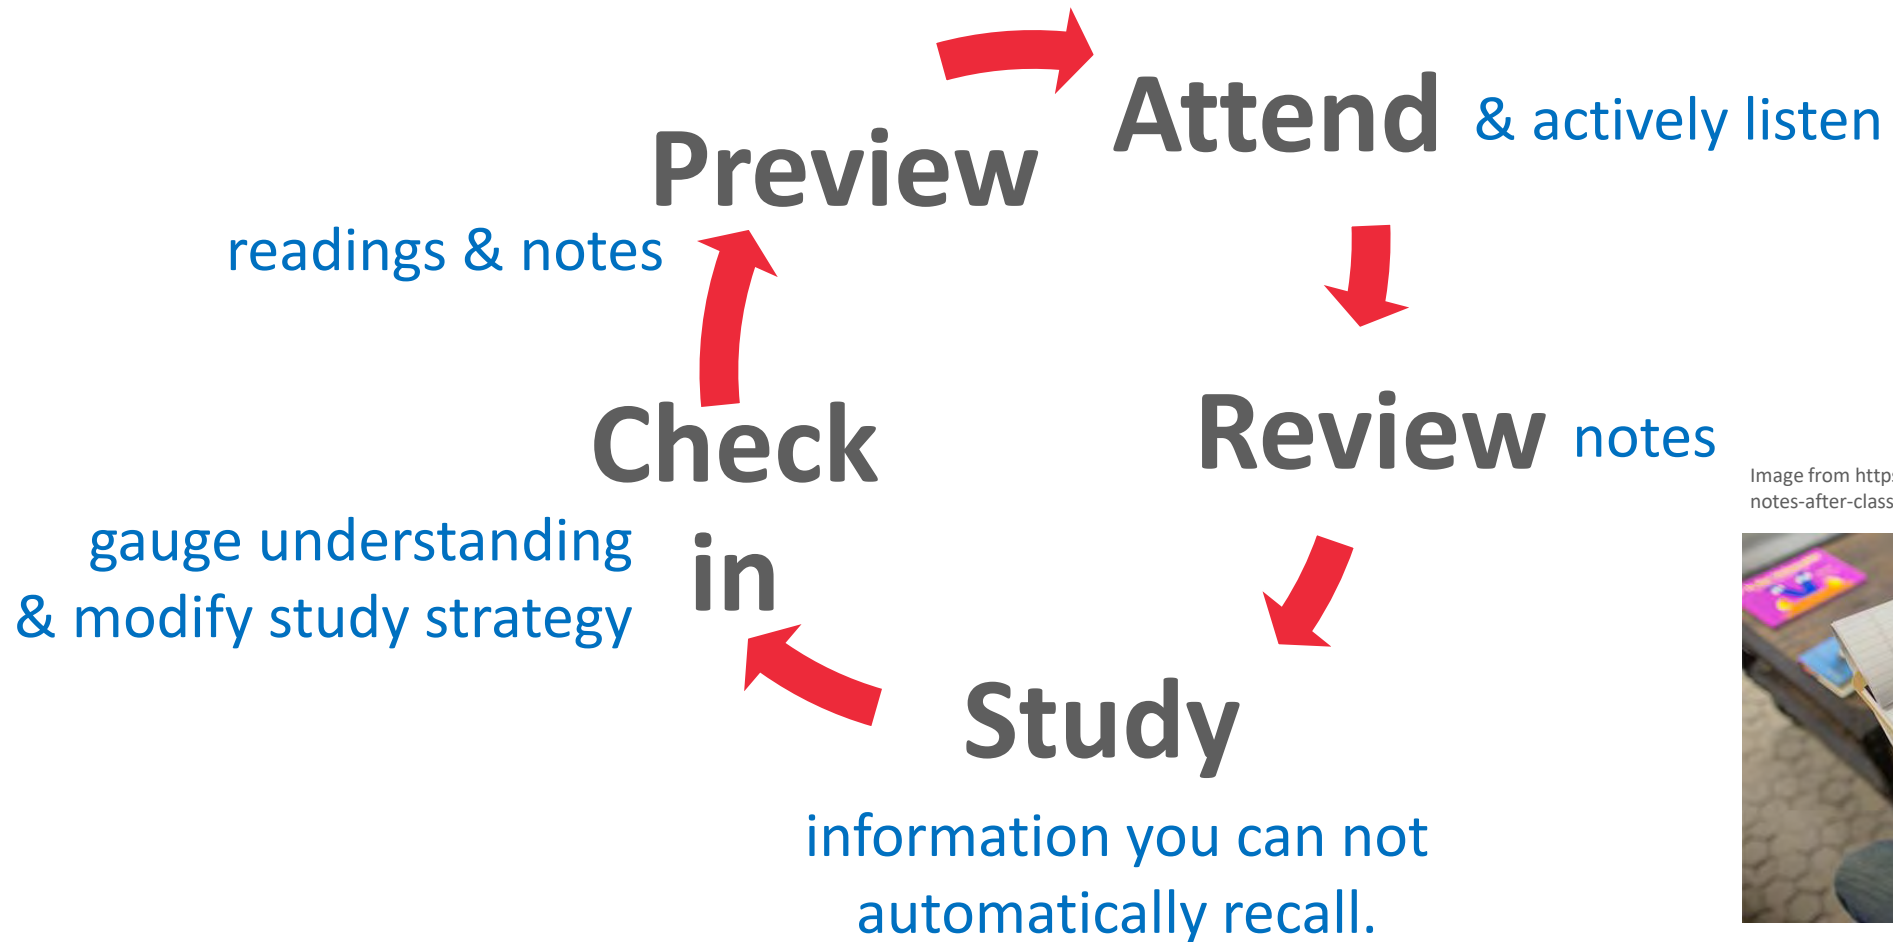 Preview
readings & notes
Attend & actively listen
Review notes
Study
information you can not
automatically recall.
Check
in
gauge understanding
& modify study strategy
Image from
notes-after-class